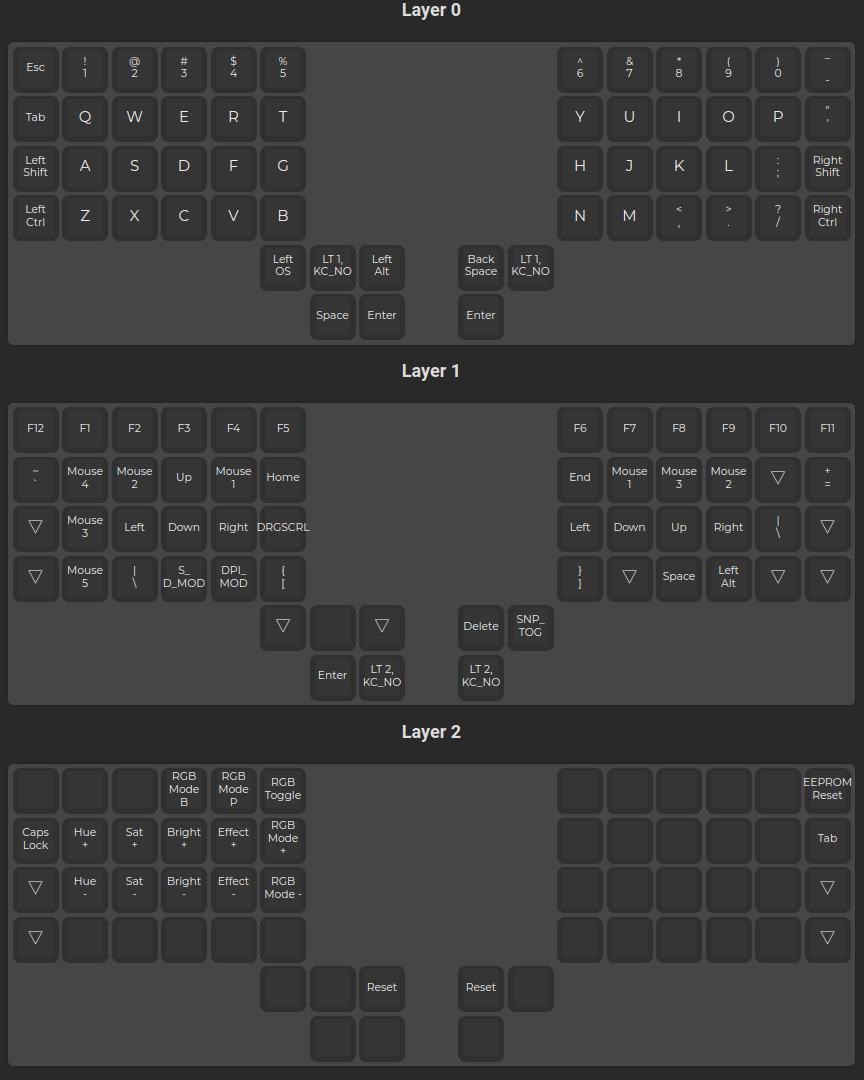 Layer 0
Esc ! 1 @ 2 # 3 $ 4 % 5 ^ 6 & 7 * 8 ( 9 ) 0 _ -
Tab Q W E R T Y U I O P " '
Left Shift A S D F G H J K L : ; Right Shift
Left Ctrl Z X C V B N M < , > . ? / Right Ctrl
Left OS LT 1, KC_NO Left Alt Back Space LT 1, KC_NO
Space Enter Enter
Layer 1
F12 F1 F2 F3 F4 F5 F6 F7 F8 F9 F10 F11
~ ` Mouse 4 Mouse 2 Up Mouse 1 Home End Mouse 1 Mouse 3 Mouse 2 ▽ + =
▽ Mouse 3 Left Down Right DRGSCRL Left Down Up Right | \ ▽
▽ Mouse 5 | \ S_D_MOD DPI_MOD { [ } ] ▽ Space Left Alt ▽ ▽
▽ ▽ Delete SNP_TOG
Enter LT 2, KC_NO LT 2, KC_NO
Layer 2
RGB Mode B RGB Mode P RGB Toggle EEPROM Reset
Caps Lock Hue + Sat + Bright + Effect + RGB Mode + Tab
▽ Hue - Sat - Bright - Effect - RGB Mode - ▽
▽ ▽
Reset Reset